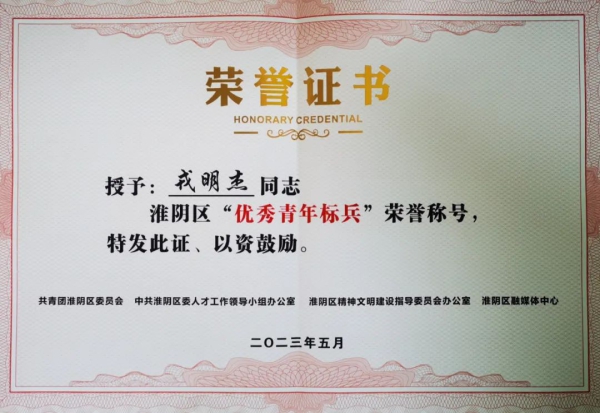 荣誉证书
HONORARY CREDENTIAL
授予：戎明杰同志
淮阴区“优秀青年标兵”荣誉称号，
特发此证、以资鼓励。
共青团淮阴区委员会 中共淮阴区委人才工作领导小组办公室 淮阴区精神文明建设指导委员会办公室 淮阴区融媒体中心
二〇二三年五月